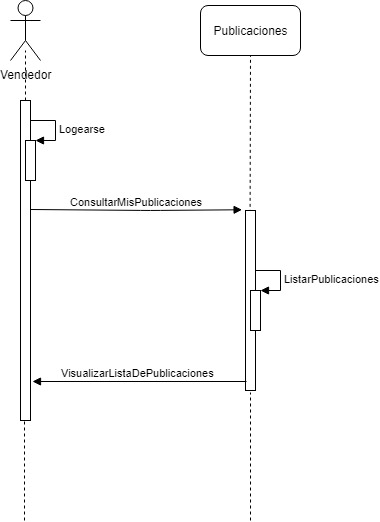 Publicaciones
Vendedor
Logearse
ConsultarMisPublicaciones
ListarPublicaciones
VisualizarListaDePublicaciones